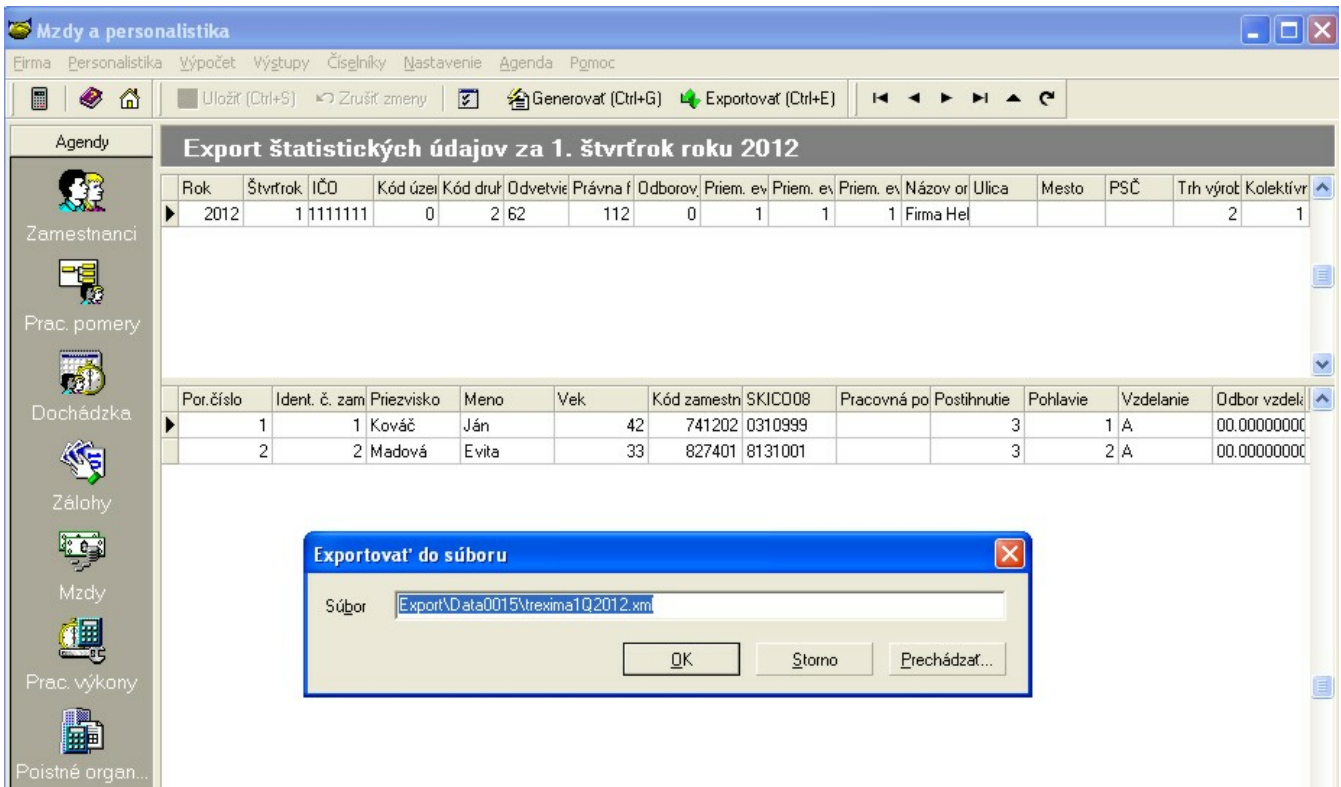 Mzdy a personalistika
Firma Personalistika Výpočet Výstupy Číselníky Nastavenie Agenda Pomoc
Uložiť (Ctrl+S) Zrušiť zmeny Generovať (Ctrl+G) Exportovať (Ctrl+E)
Agendy
Export štatistických údajov za 1. štvrťrok roku 2012
Rok Štvrťrok IČO Kód územ Kód druh Odvetvie Právna f Odborov, Priem. ev Priem. ev Priem. ev Názov or Ulica Mesto PSČ Trh výrob Kolektívr
2012 1 1111111 0 2 62 112 0 1 1 1 Firma Hel 2 1
Zamestnanci
Prac. pomery
Dochádzka
Zálohy
Mzdy
Prac. výkony
Poistné organ...
Por.číslo Ident. č. zam Priezvisko Meno Vek Kód zamestn SKICO08 Pracovná po Postihnutie Pohlavie Vzdelanie Odbor vzdela
1 1 Kováč Ján 42 741202 0310999 3 1 A 00.00000000
2 2 Madová Evita 33 827401 8131001 3 2 A 00.00000000
Exportovať do súboru
Súbor Export\Data0015\trexima1Q2012.xml
OK Storno Prechádzať...